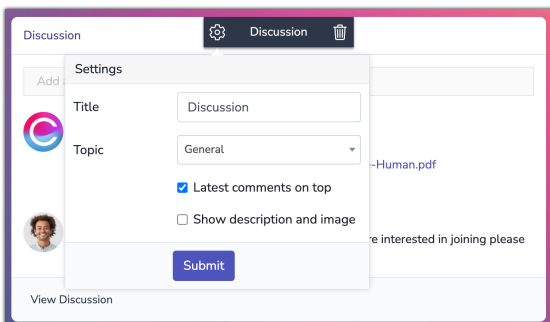 Discussion
Discussion
Settings
Add
Title
Discussion
Topic
General
-Human.pdf
Latest comments on top
Show description and image
re interested in joining please
Submit
View Discussion